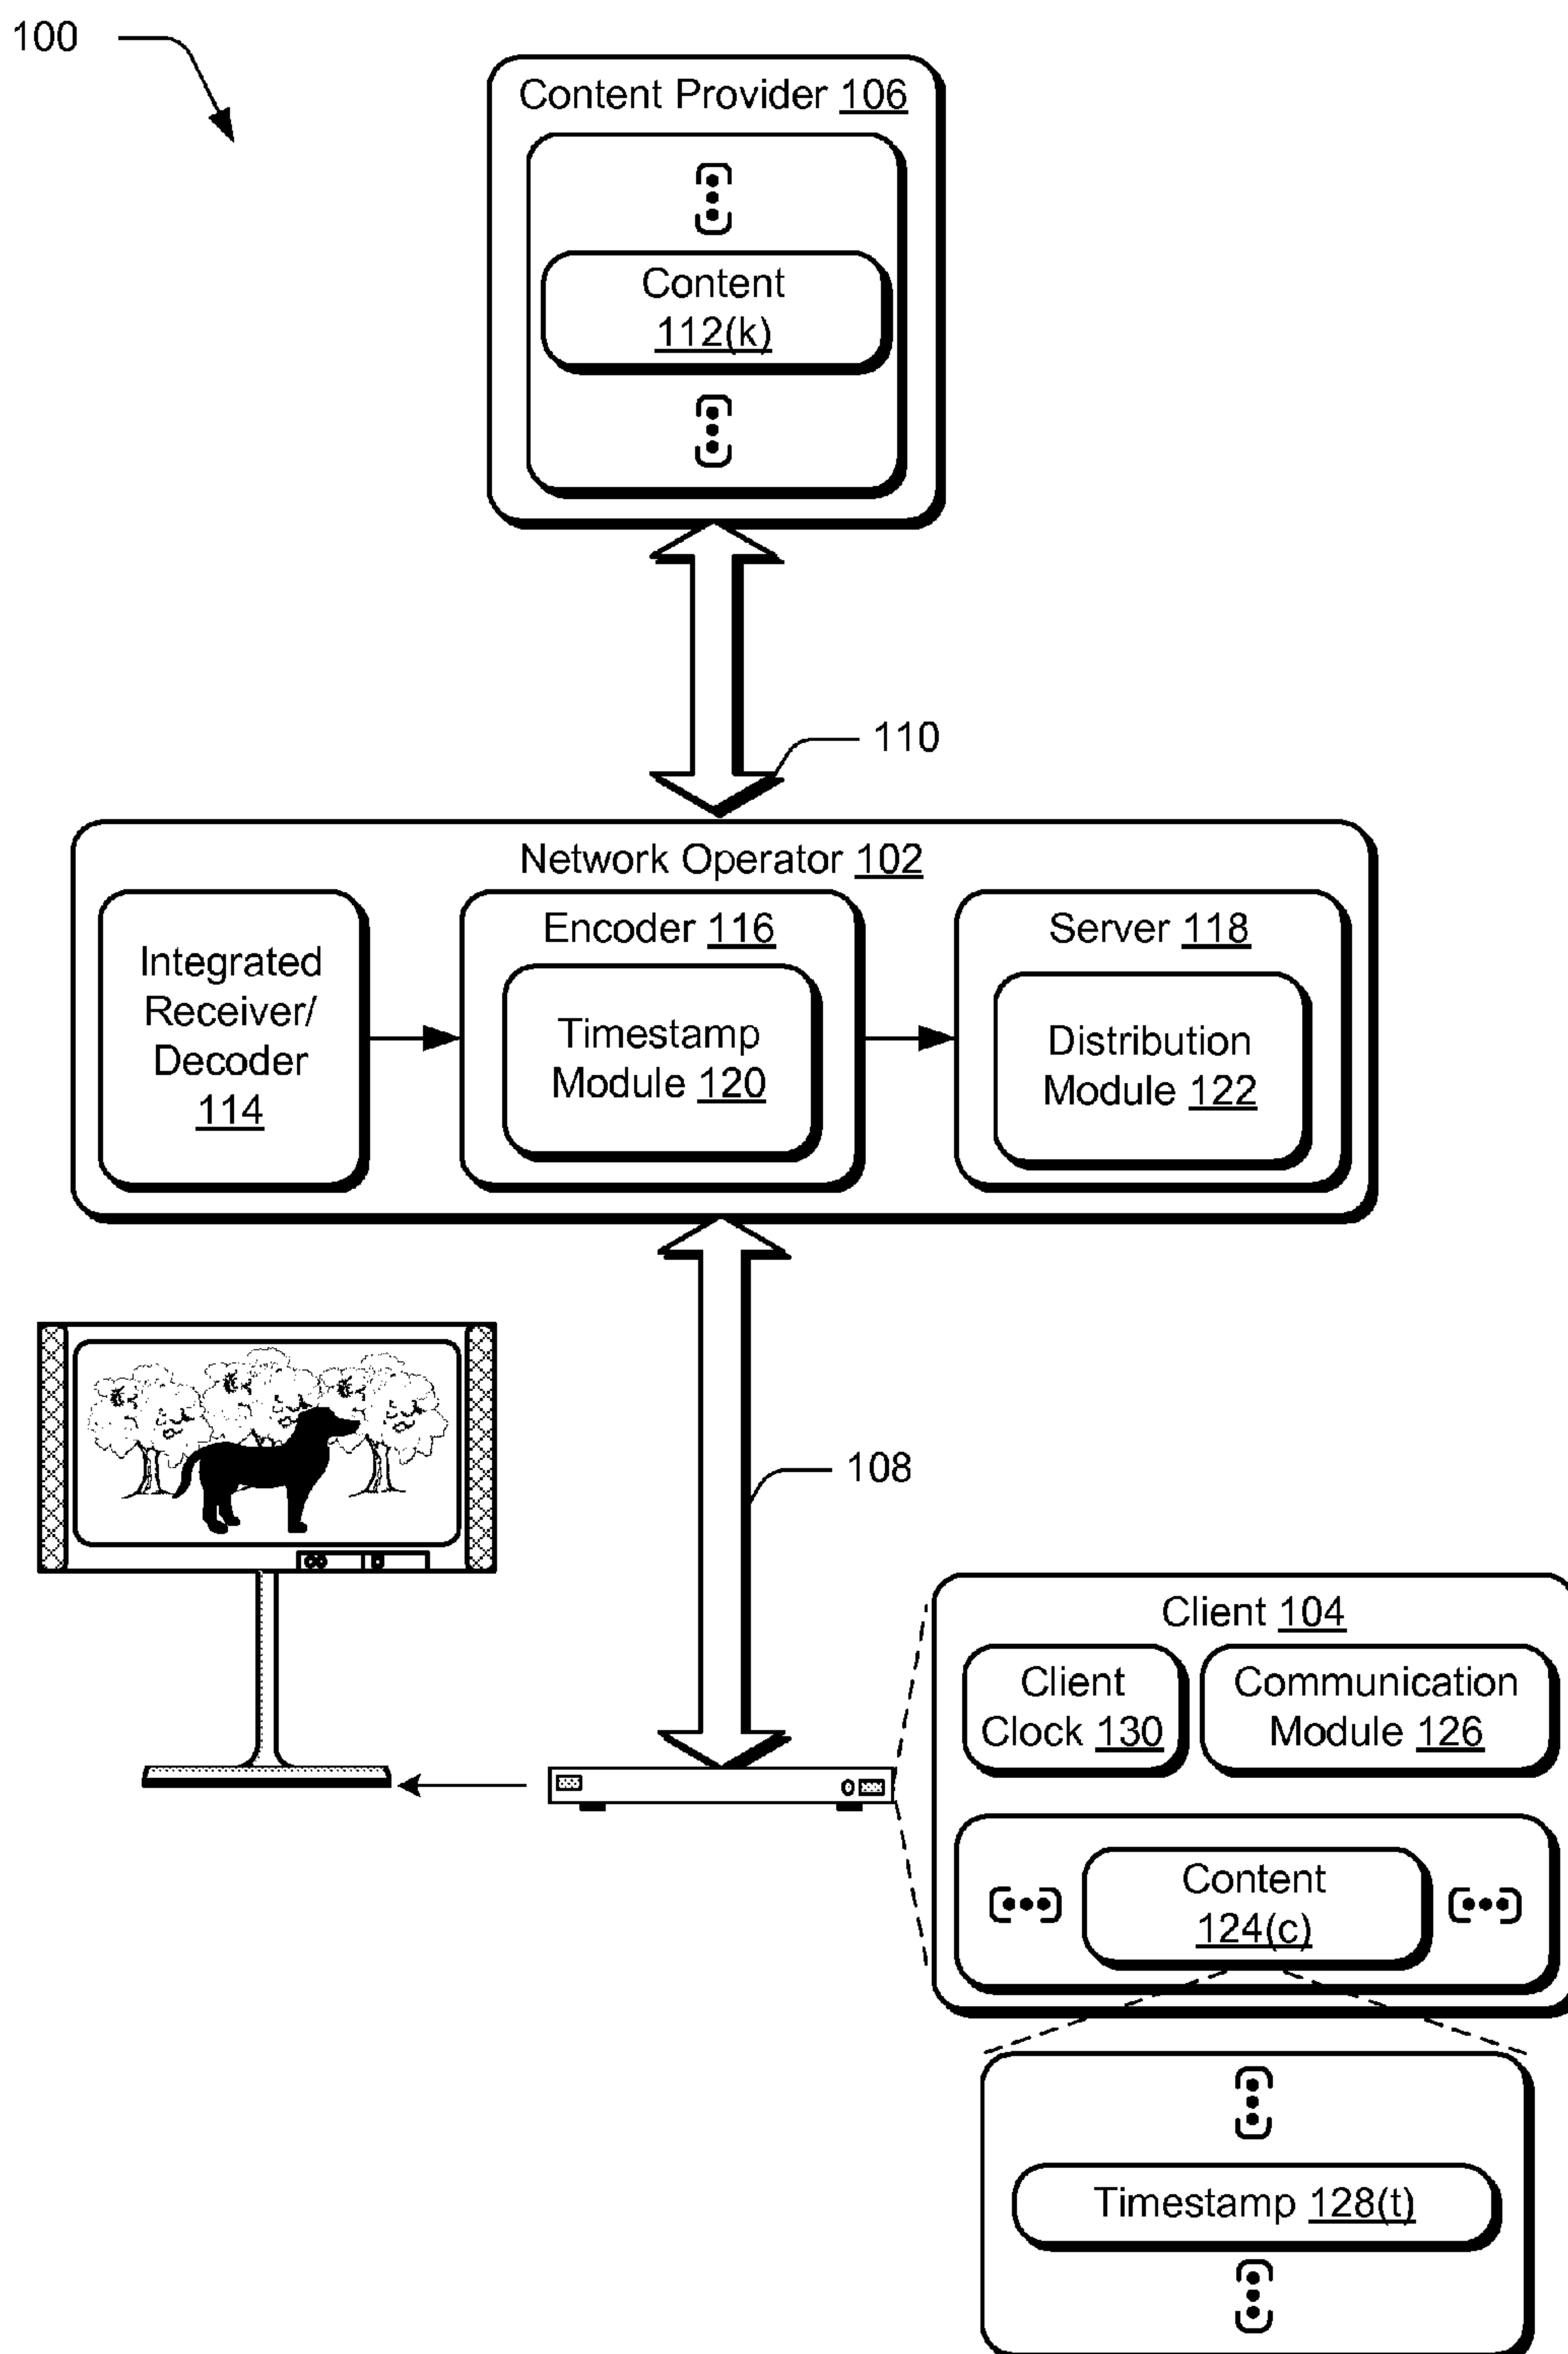 100
Content Provider 106
Content
112(k)
110
Network Operator 102
Integrated
Receiver/
Decoder
114
Encoder 116
Timestamp
Module 120
Server 118
Distribution
Module 122
108
Client 104
Client
Clock 130
Communication
Module 126
Content
124(c)
Timestamp 128(t)